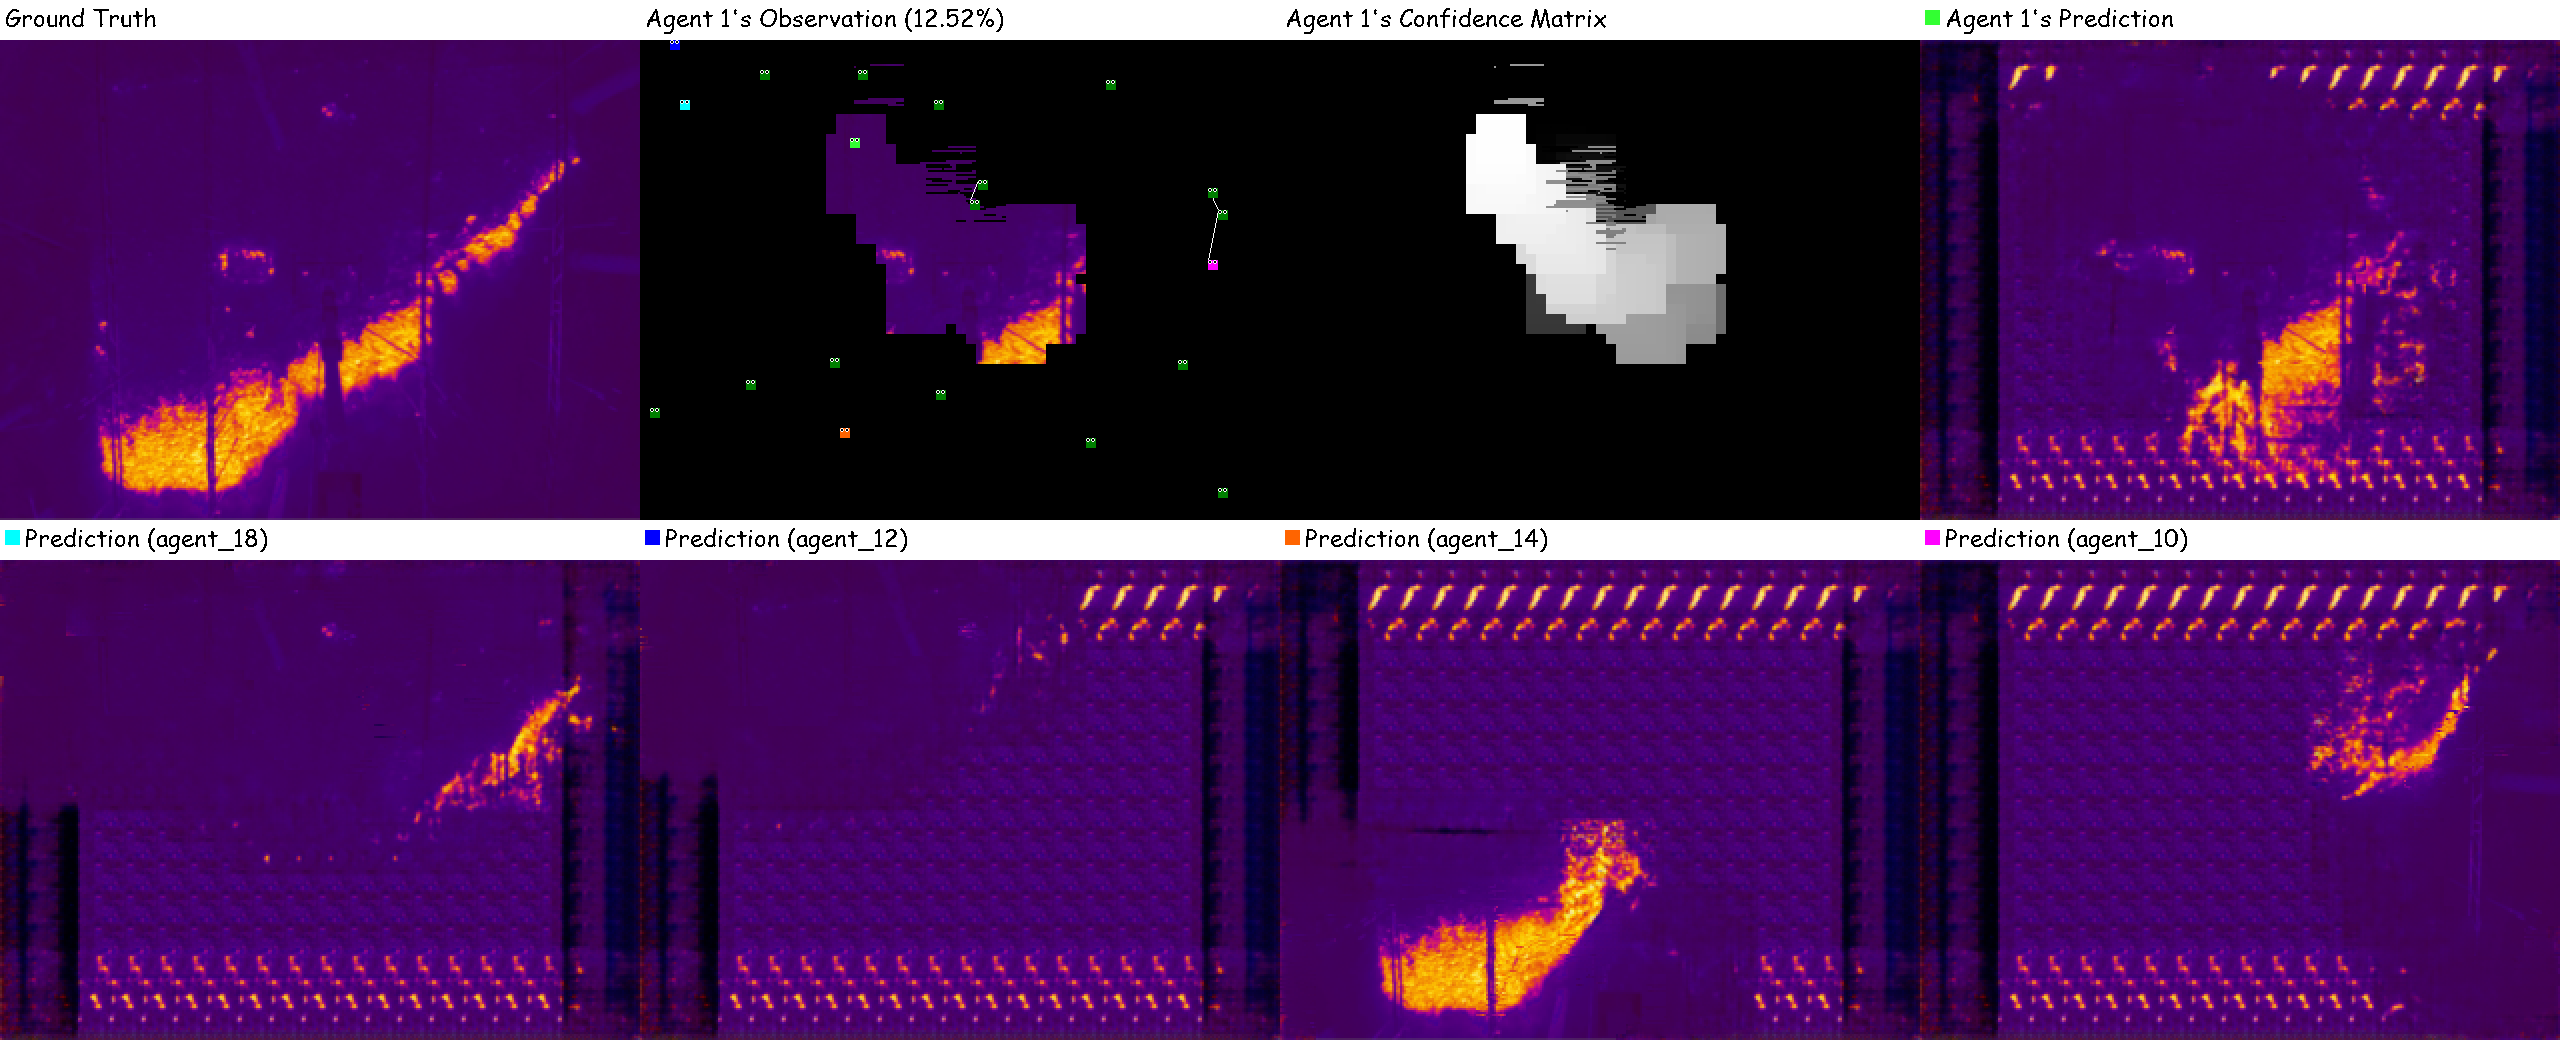 Ground Truth
Agent 1's Observation (12.52%)
Agent 1's Confidence Matrix
Agent 1's Prediction
Prediction (agent_18)
Prediction (agent_12)
Prediction (agent_14)
Prediction (agent_10)